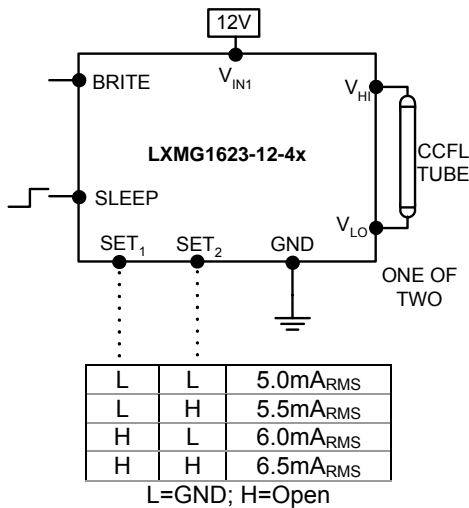 12V
BRITE
VIN1
VHI
LXMG1623-12-4x
CCFL
TUBE
SLEEP
VLO
SET1 SET2 GND
ONE OF
TWO
L L 5.0mARMS
L H 5.5mARMS
H L 6.0mARMS
H H 6.5mARMS
L=GND; H=Open